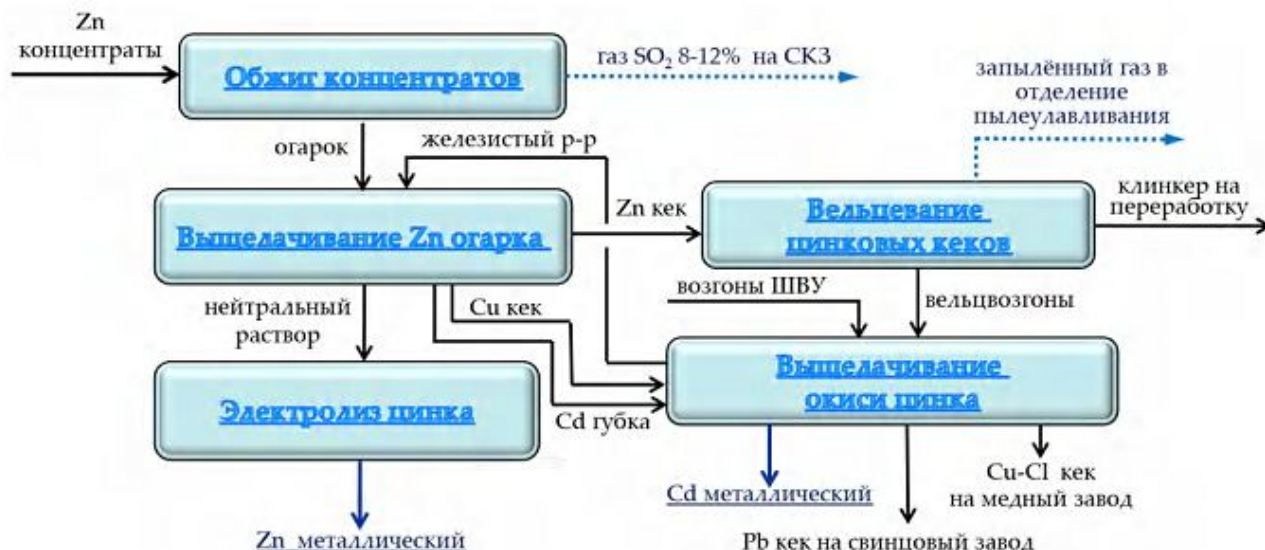 Zn
концентраты
Обжиг концентратов
газ SO₂ 8-12% на СКЗ
запылённый газ в
отделение
пылеулавливания
огарок
железистый р-р
Выщелачивание Zn огарка
Zn кек
Вельцевание
цинковых кеков
клинкер на
переработку
нейтральный
раствор
Cu кек
возгоны ШВУ
вельцвозгоны
Электролиз цинка
Cd губка
Выщелачивание
окиси цинка
Zn металлический
Cd металлический
Pb кек на свинцовый завод
Cu-Cl кек
на медный завод